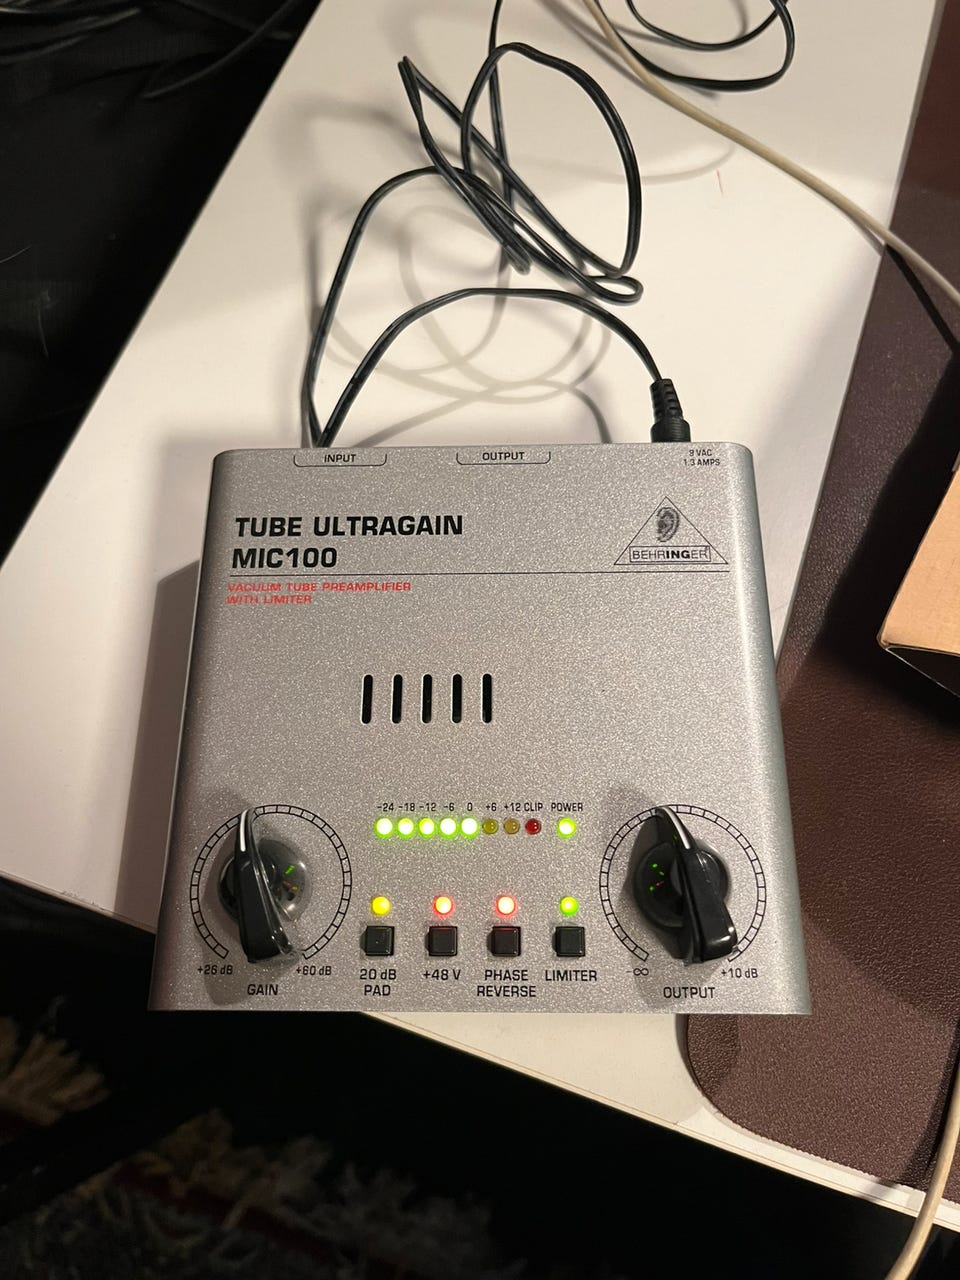 INPUT
OUTPUT
9 VAC
1.3 AMPS
TUBE ULTRAGAIN
MIC100
BEHRINGER
VACUUM TUBE PREAMPLIFIER
WITH LIMITER
-24 -18 -12 -6 0 +6 +12 CLIP POWER
+26 dB
+60 dB
GAIN
20 dB
PAD
+48 V
PHASE
REVERSE
LIMITER
-∞
+10 dB
OUTPUT